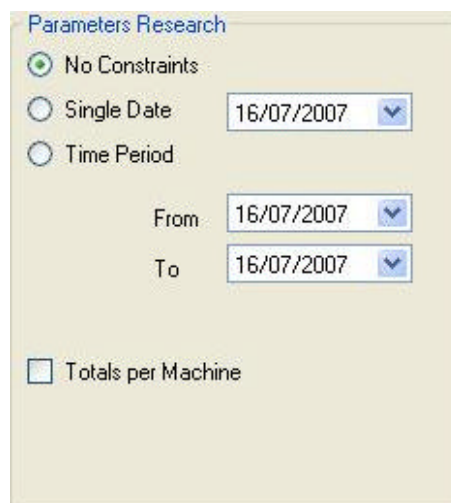 Parameters Research
No Constraints
Single Date 16/07/2007
Time Period
From 16/07/2007
To 16/07/2007
Totals per Machine